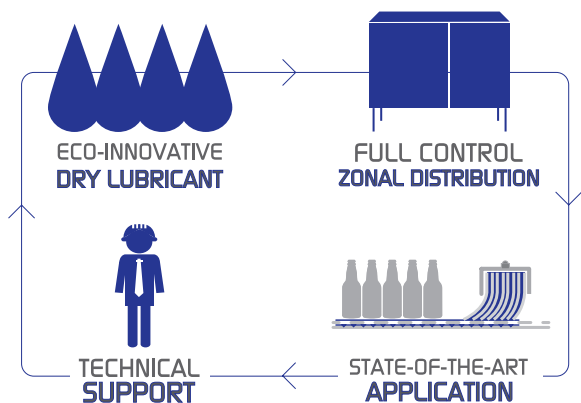 ECO-INNOVATIVE
DRY LUBRICANT
FULL CONTROL
ZONAL DISTRIBUTION
TECHNICAL
SUPPORT
STATE-OF-THE-ART
APPLICATION